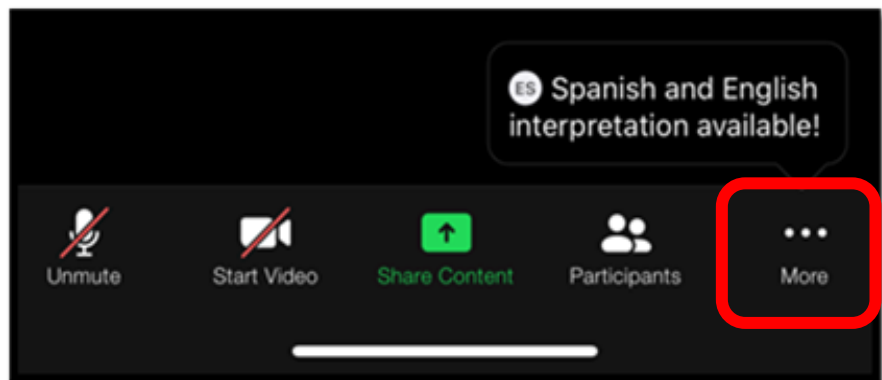 ES Spanish and English
interpretation available!
Unmute
Start Video
Share Content
Participants
More